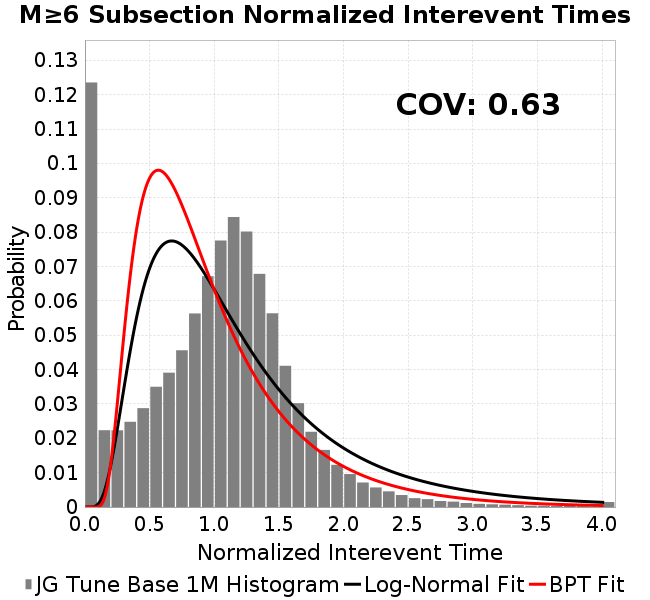 M≥6 Subsection Normalized Interevent Times
COV: 0.63
Probability
0.13
0.12
0.11
0.1
0.09
0.08
0.07
0.06
0.05
0.04
0.03
0.02
0.01
0
0.0 0.5 1.0 1.5 2.0 2.5 3.0 3.5 4.0
Normalized Interevent Time
JG Tune Base 1M Histogram Log-Normal Fit BPT Fit